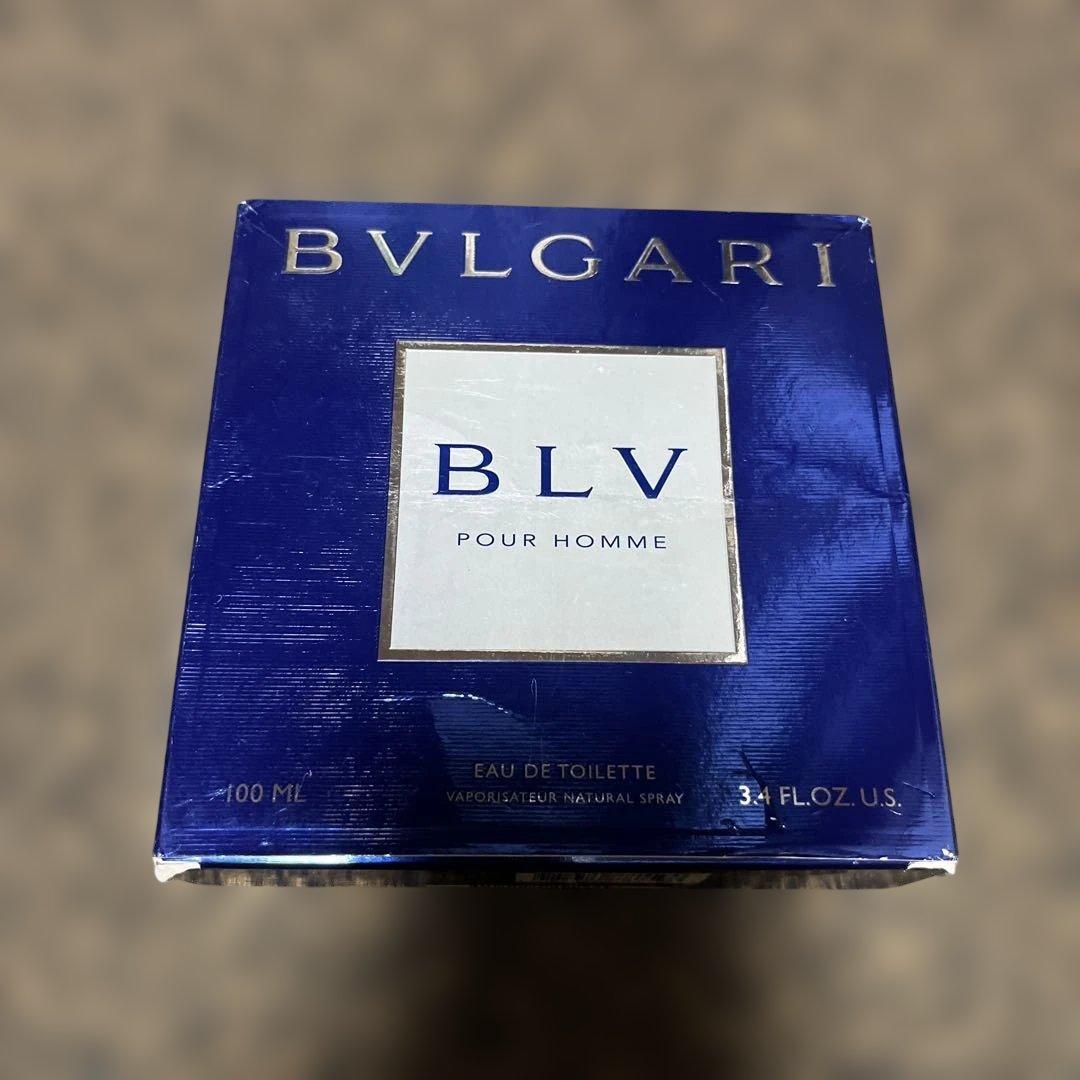 BVLGARI
BLV
POUR HOMME
EAU DE TOILETTE
100 ML VAPORISATEUR NATURAL SPRAY 3.4 FL.OZ. U.S.